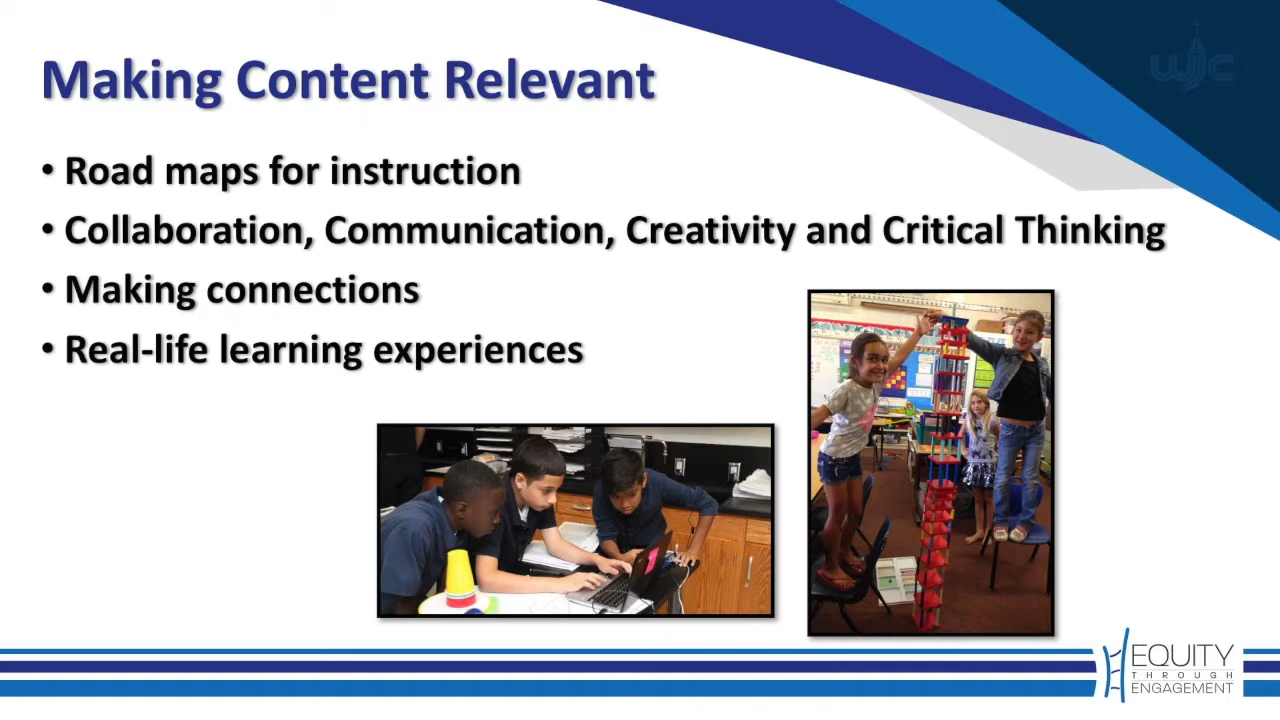 Making Content Relevant
wjc
• Road maps for instruction
• Collaboration, Communication, Creativity and Critical Thinking
• Making connections
• Real-life learning experiences
EQUITY
THROUGH
ENGAGEMENT